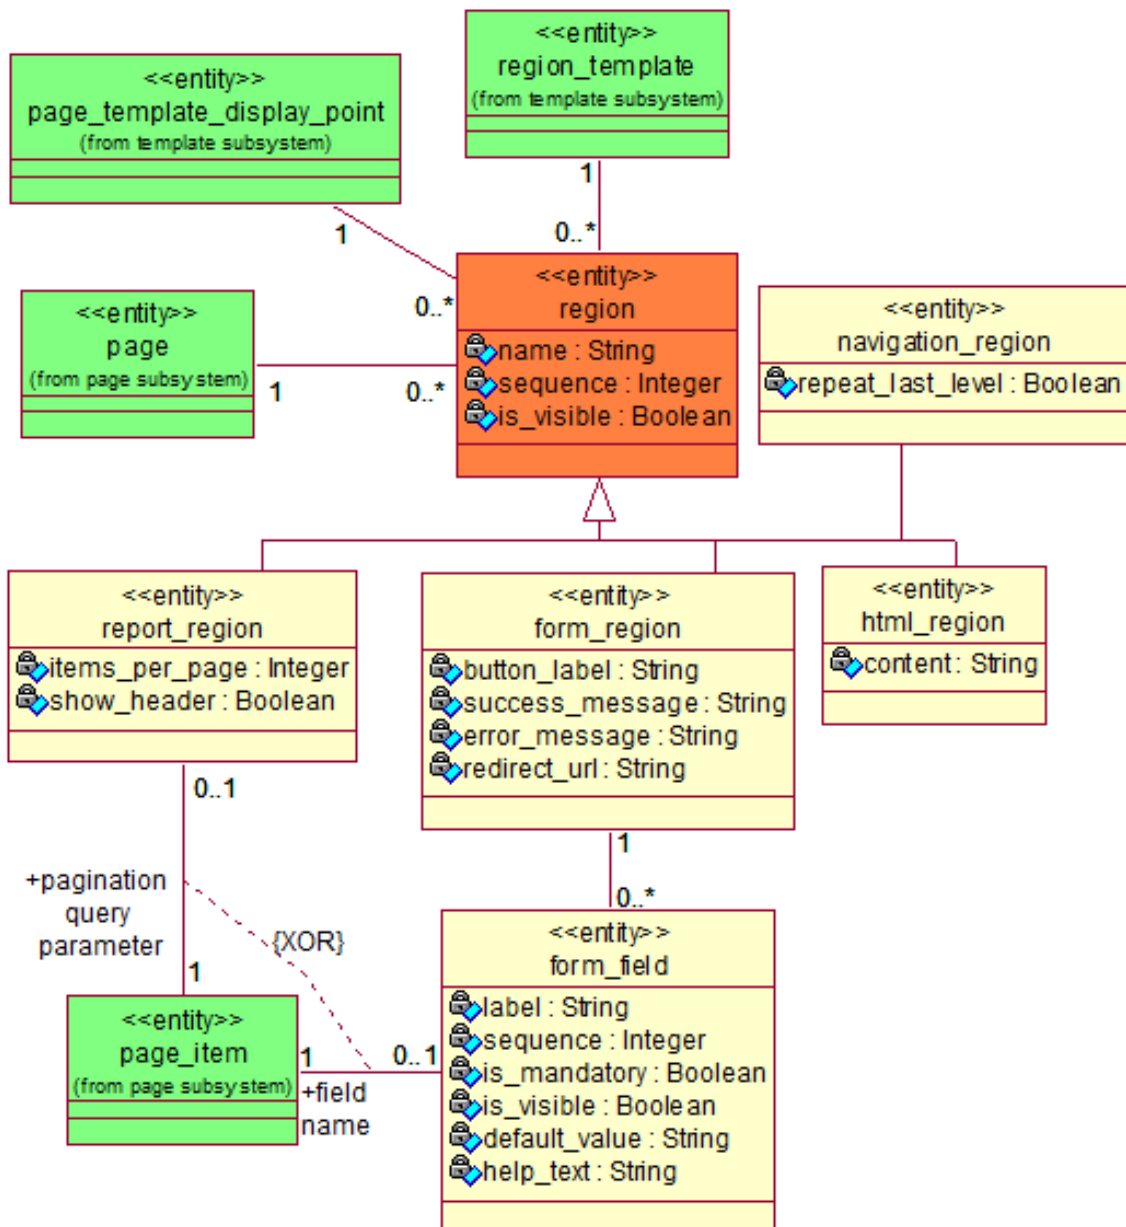 <<entity>>
region_template
(from template subsystem)
<<entity>>
page_template_display_point
(from template subsystem)
1
0..*
1
0..*
<<entity>>
region
name : String
sequence : Integer
is_visible : Boolean
<<entity>>
page
(from page subsystem)
1
0..*
<<entity>>
navigation_region
repeat_last_level : Boolean
<<entity>>
report_region
items_per_page : Integer
show_header : Boolean
<<entity>>
form_region
button_label : String
success_message : String
error_message : String
redirect_url : String
<<entity>>
html_region
content : String
0..1
+pagination
query
parameter
1
{XOR}
1
0..*
<<entity>>
page_item
(from page subsystem)
1
+field
name
0..1
<<entity>>
form_field
label : String
sequence : Integer
is_mandatory : Boolean
is_visible : Boolean
default_value : String
help_text : String